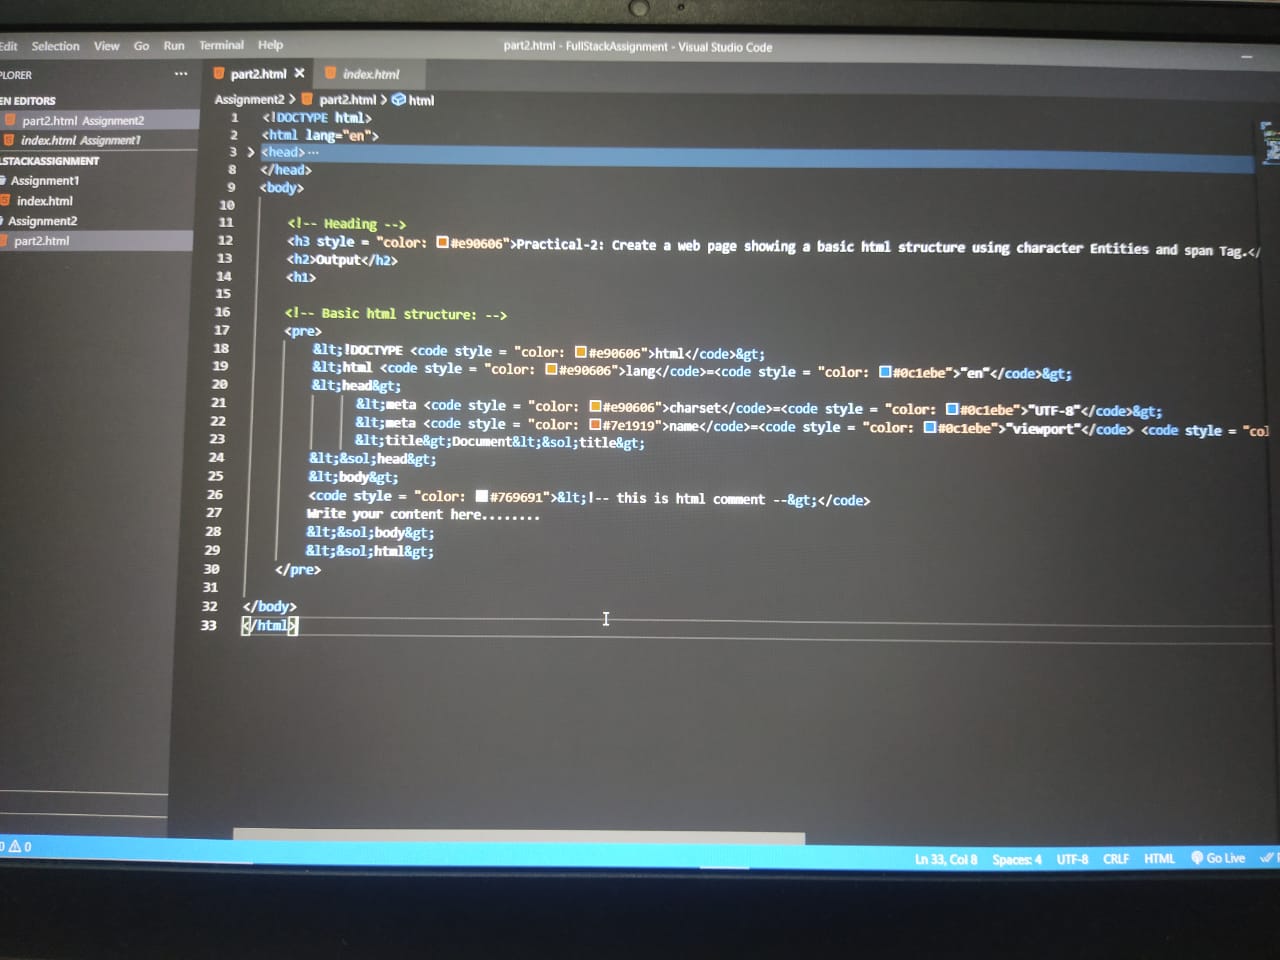 Edit Selection View Go Run Terminal Help part2.html - FullStackAssignment - Visual Studio Code
PLORER ··· part2.html × index.html
EN EDITORS Assignment2 > part2.html > html
part2.html Assignment2
index.html Assignment1
LSTACKASSIGNMENT
Assignment1
index.html
Assignment2
part2.html
1 <!DOCTYPE html>
2 <html lang="en">
3 > <head>···
8 </head>
9 <body>
10
11 <!-- Heading -->
12 <h3 style = "color: #e90606">Practical-2: Create a web page showing a basic html structure using character Entities and span Tag.</
13 <h2>Output</h2>
14 <h1>
15
16 <!-- Basic html structure: -->
17 <pre>
18 &lt;!DOCTYPE <code style = "color: #e90606">html</code>&gt;
19 &lt;html <code style = "color: #e90606">lang</code>=<code style = "color: #0c1ebe">"en"</code>&gt;
20 &lt;head&gt;
21 &lt;meta <code style = "color: #e90606">charset</code>=<code style = "color: #0c1ebe">"UTF-8"</code>&gt;
22 &lt;meta <code style = "color: #7e1919">name</code>=<code style = "color: #0c1ebe">"viewport"</code> <code style = "col
23 &lt;title&gt;Document&lt;&sol;title&gt;
24 &lt;&sol;head&gt;
25 &lt;body&gt;
26 <code style = "color: #769691">&lt;!-- this is html comment --&gt;</code>
27 Write your content here........
28 &lt;&sol;body&gt;
29 &lt;&sol;html&gt;
30 </pre>
31
32 </body>
33 </html>
0 0 Ln 33, Col 8 Spaces: 4 UTF-8 CRLF HTML Go Live